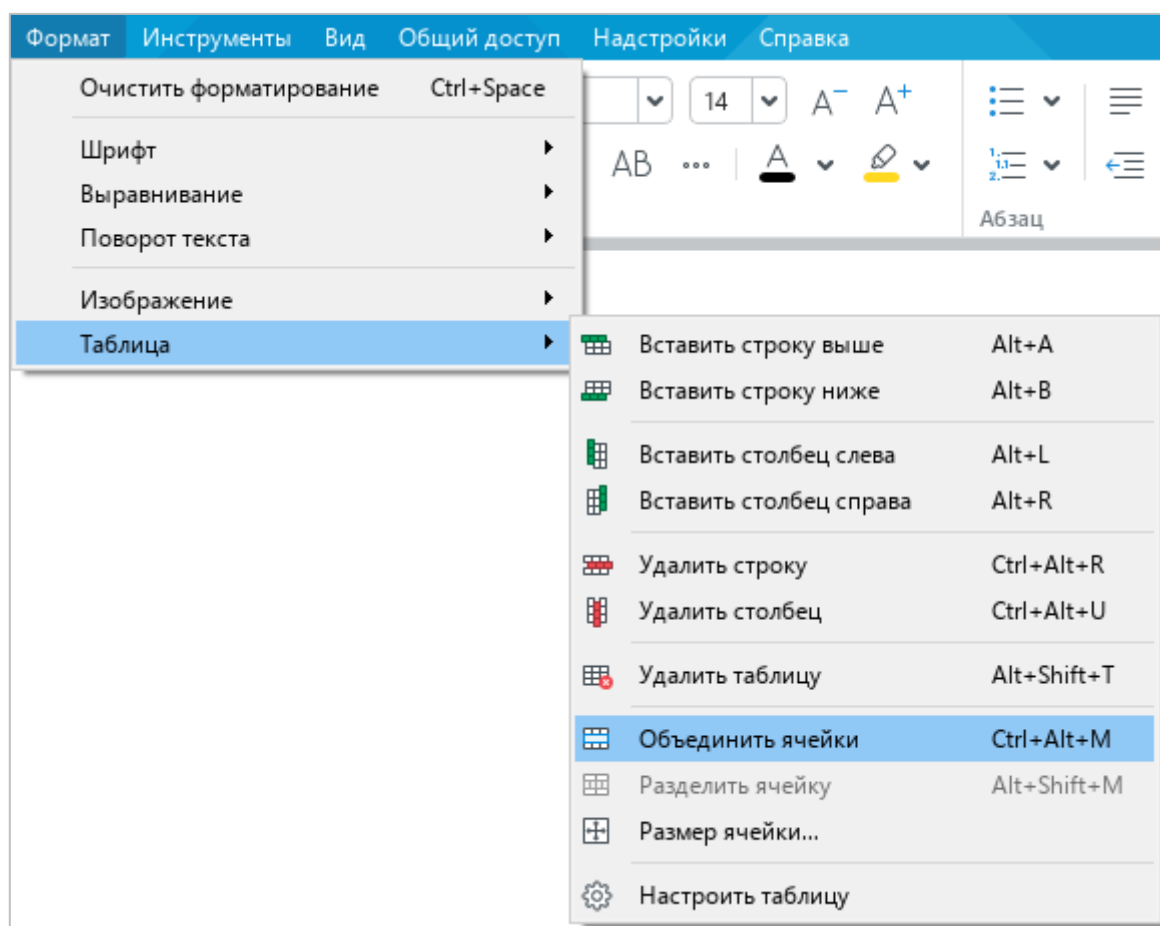 Формат Инструменты Вид Общий доступ Надстройки Справка
Очистить форматирование Ctrl+Space
14 A− A+
Шрифт
AB A
Выравнивание
Поворот текста
Абзац
Изображение
Таблица
Вставить строку выше Alt+A
Вставить строку ниже Alt+B
Вставить столбец слева Alt+L
Вставить столбец справа Alt+R
Удалить строку Ctrl+Alt+R
Удалить столбец Ctrl+Alt+U
Удалить таблицу Alt+Shift+T
Объединить ячейки Ctrl+Alt+M
Разделить ячейку Alt+Shift+M
Размер ячейки...
Настроить таблицу